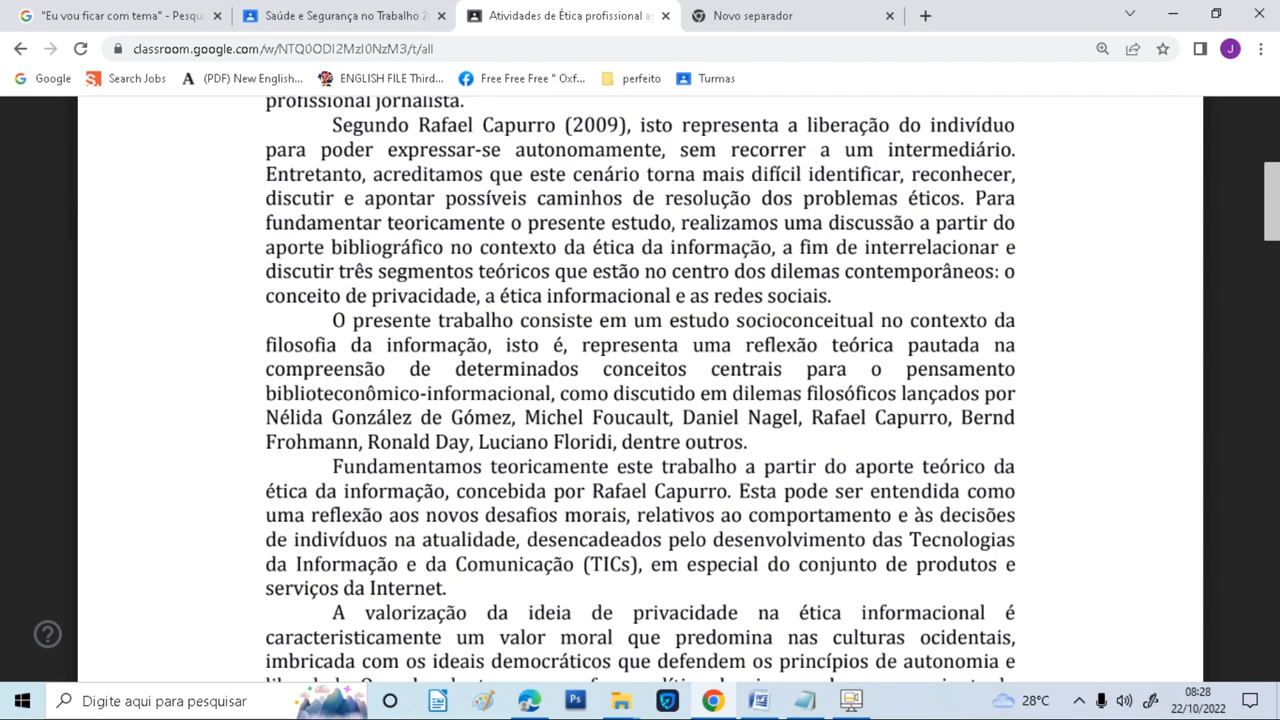 "Eu vou ficar com tema" - Pesqu
Saúde e Segurança no Trabalho 2
Atividades de Ética profissional a
Novo separador
classroom.google.com/w/NTQ0ODI2MzI0NzM3/t/all
J
Google
Search Jobs
(PDF) New English...
ENGLISH FILE Third...
Free Free Free " Oxf...
perfeito
Turmas
profissional jornalista.
Segundo Rafael Capurro (2009), isto representa a liberação do indivíduo
para poder expressar-se autonomamente, sem recorrer a um intermediário.
Entretanto, acreditamos que este cenário torna mais difícil identificar, reconhecer,
discutir e apontar possíveis caminhos de resolução dos problemas éticos. Para
fundamentar teoricamente o presente estudo, realizamos uma discussão a partir do
aporte bibliográfico no contexto da ética da informação, a fim de interrelacionar e
discutir três segmentos teóricos que estão no centro dos dilemas contemporâneos: o
conceito de privacidade, a ética informacional e as redes sociais.
O presente trabalho consiste em um estudo socioconceitual no contexto da
filosofia da informação, isto é, representa uma reflexão teórica pautada na
compreensão de determinados conceitos centrais para o pensamento
biblioteconômico-informacional, como discutido em dilemas filosóficos lançados por
Nélida González de Gómez, Michel Foucault, Daniel Nagel, Rafael Capurro, Bernd
Frohmann, Ronald Day, Luciano Floridi, dentre outros.
Fundamentamos teoricamente este trabalho a partir do aporte teórico da
ética da informação, concebida por Rafael Capurro. Esta pode ser entendida como
uma reflexão aos novos desafios morais, relativos ao comportamento e às decisões
de indivíduos na atualidade, desencadeados pelo desenvolvimento das Tecnologias
da Informação e da Comunicação (TICs), em especial do conjunto de produtos e
serviços da Internet.
A valorização da ideia de privacidade na ética informacional é
caracteristicamente um valor moral que predomina nas culturas ocidentais,
imbricada com os ideais democráticos que defendem os princípios de autonomia e
Digite aqui para pesquisar
Ps
28°C
08:28
22/10/2022